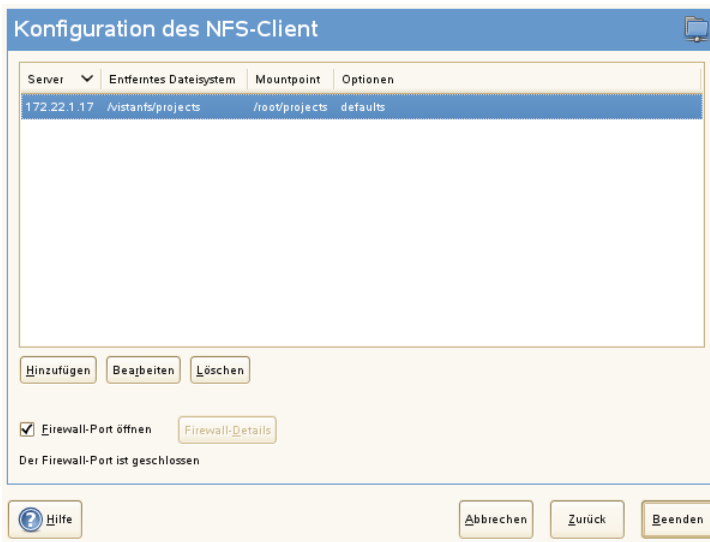 Konfiguration des NFS-Client
Server Entferntes Dateisystem Mountpoint Optionen
172.22.1.17 /vistanfs/projects /root/projects defaults
Hinzufügen Bearbeiten Löschen
Firewall-Port öffnen Firewall-Details
Der Firewall-Port ist geschlossen
Hilfe Abbrechen Zurück Beenden